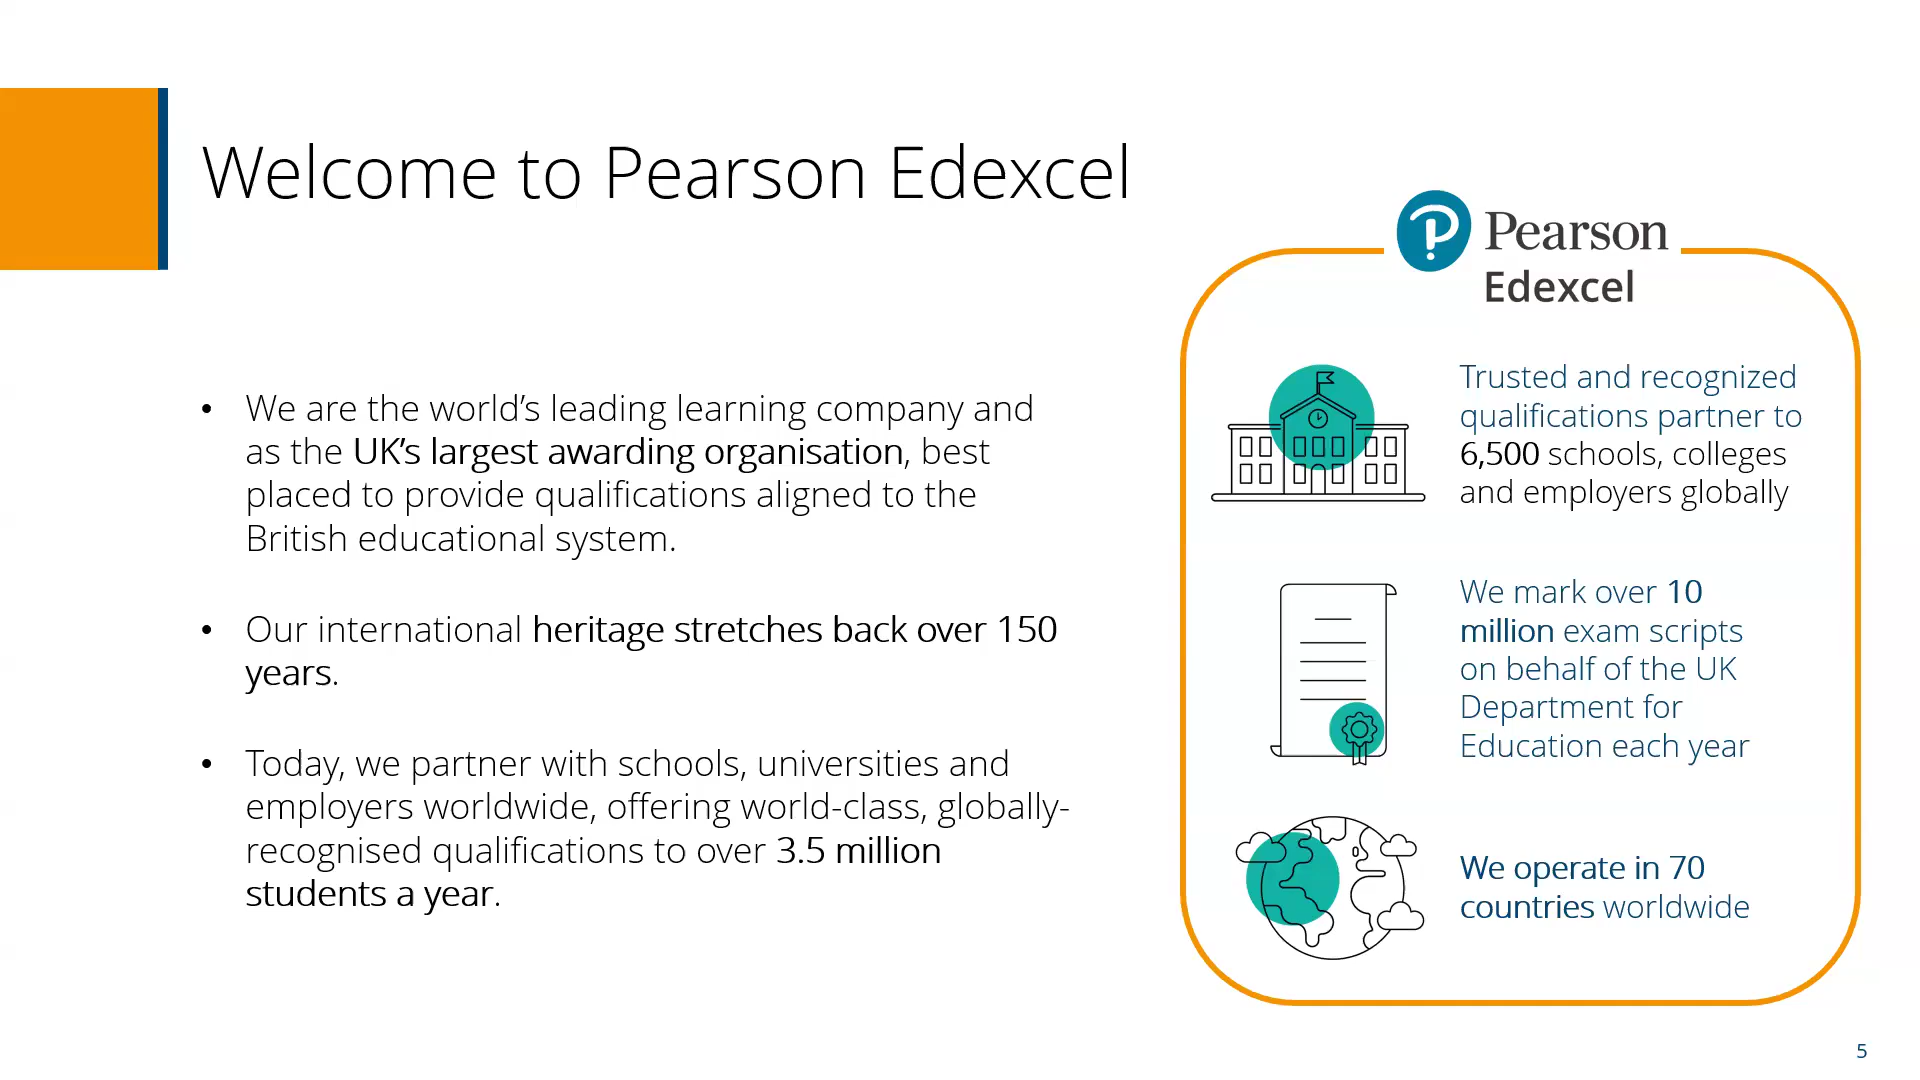 Welcome to Pearson Edexcel
• We are the world’s leading learning company and
as the UK’s largest awarding organisation, best
placed to provide qualifications aligned to the
British educational system.
• Our international heritage stretches back over 150
years.
• Today, we partner with schools, universities and
employers worldwide, offering world-class, globally-
recognised qualifications to over 3.5 million
students a year.
Pearson
Edexcel
Trusted and recognized
qualifications partner to
6,500 schools, colleges
and employers globally
We mark over 10
million exam scripts
on behalf of the UK
Department for
Education each year
We operate in 70
countries worldwide
5